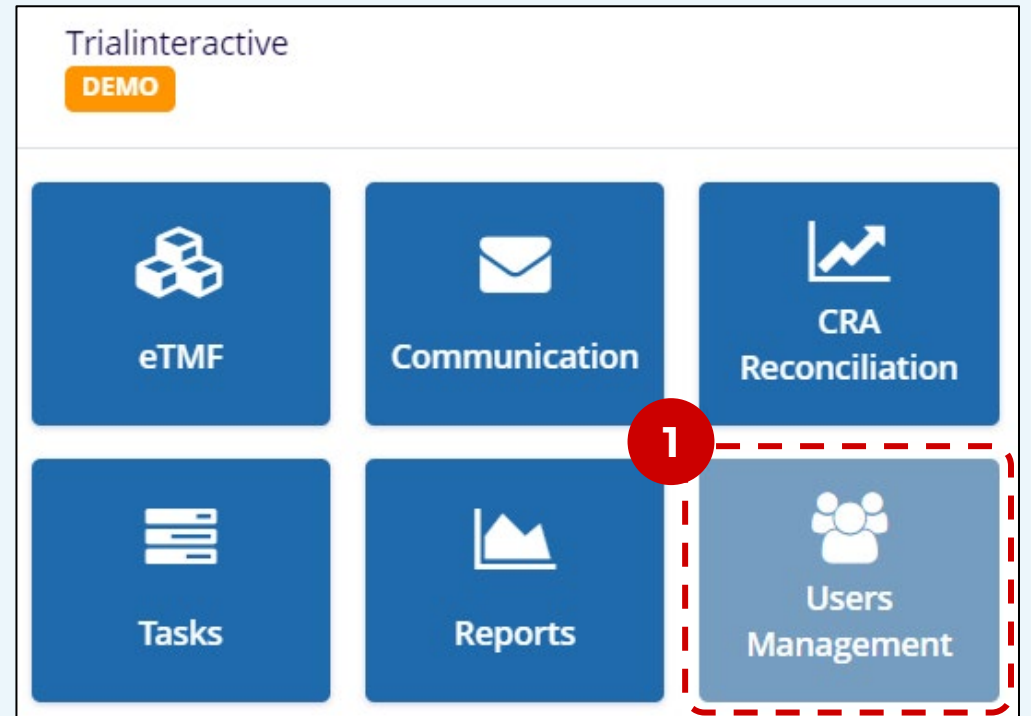 Trialinteractive
DEMO
eTMF
Communication
CRA
Reconciliation
1
Tasks
Reports
Users
Management